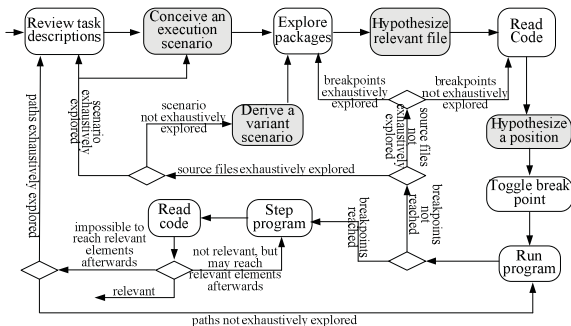 Review task
descriptions
Conceive an
execution
scenario
Explore
packages
Hypothesize
relevant file
Read
Code
breakpoints
exhaustively
explored
breakpoints
not exhaustively
explored
scenario
exhaustively
explored
scenario
not exhaustively
explored
Derive a
variant
scenario
source files
not
exhaustively
explored
Hypothesize
a position
paths exhaustively explored
source files exhaustively explored
Toggle break
point
Read
code
Step
program
breakpoints
reached
breakpoints
not
reached
impossible to
reach relevant
elements
afterwards
not relevant, but
may reach
relevant elements
afterwards
Run
program
relevant
paths not exhaustively explored